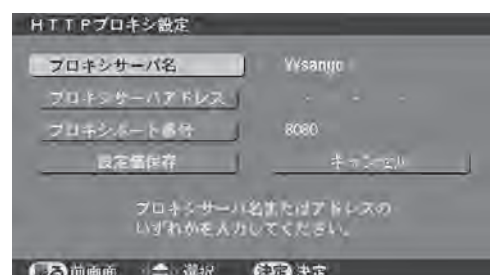 HTTPプロキシ設定
プロキシサーバ名
プロキシサーバアドレス . . .
プロキシポート番号 8080
設定値保存 キャンセル
プロキシサーバ名またはアドレスの
いずれかを入力してください。
戻る 前画面 選択 決定 決定